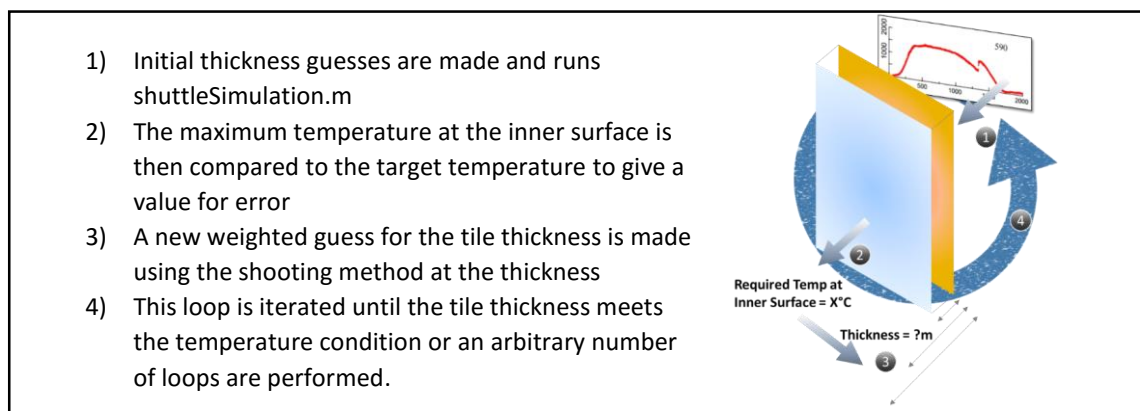 1) Initial thickness guesses are made and runs
shuttleSimulation.m
2) The maximum temperature at the inner surface is
then compared to the target temperature to give a
value for error
3) A new weighted guess for the tile thickness is made
using the shooting method at the thickness
4) This loop is iterated until the tile thickness meets
the temperature condition or an arbitrary number
of loops are performed.
2000
1000
590
500
1000
2000
1
4
2
Required Temp at
Inner Surface = X°C
Thickness = ?m
3